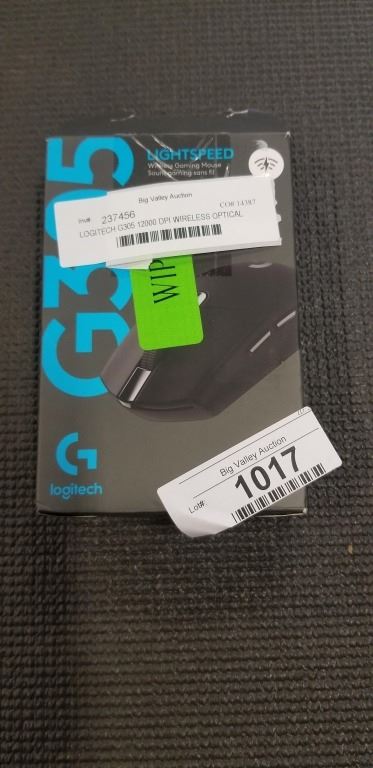 LIGHTSPEED
Wireless Gaming Mouse
Souris gaming sans fil
Big Valley Auction
Inv# 237456
CO# 14387
LOGITECH G305 12000 DPI WIRELESS OPTICAL
G305
WIP
logitech
Big Valley Auction
Lot# 1017